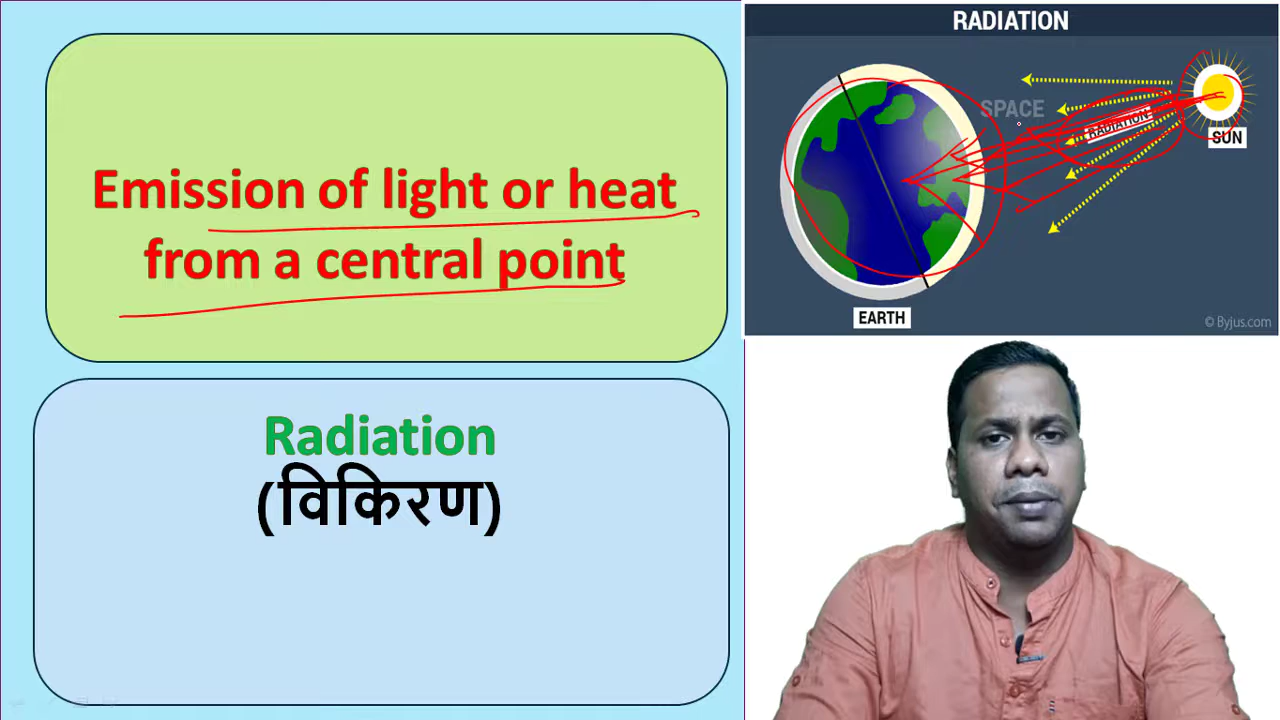 Emission of light or heat
from a central point
Radiation
(विकिरण)
RADIATION
SPACE
RADIATION
SUN
EARTH
© Byjus.com